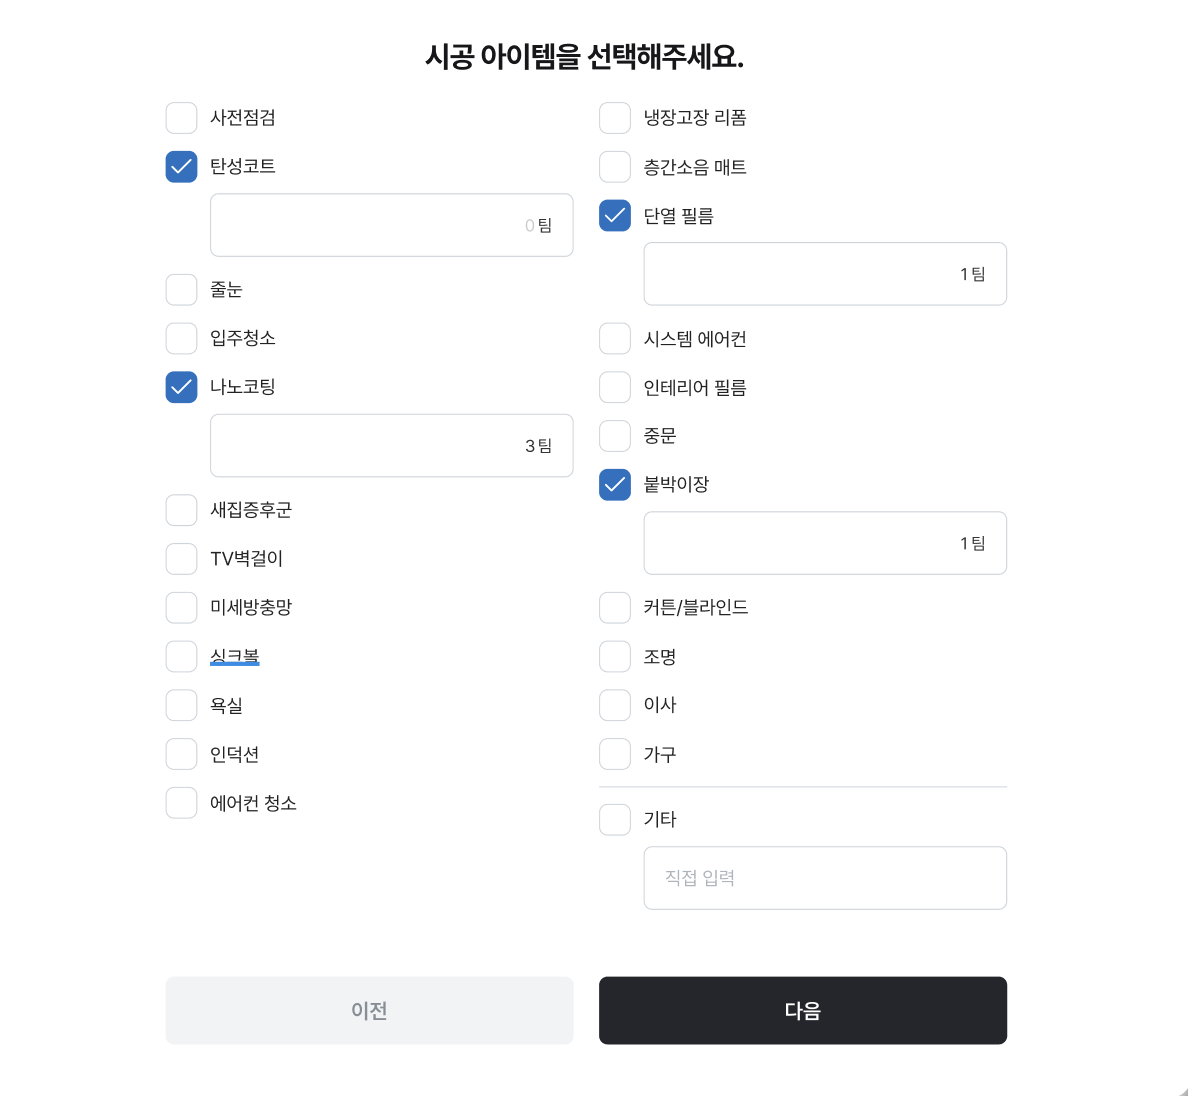 시공 아이템을 선택해주세요.
사전점검
탄성코트
0 팀
줄눈
입주청소
나노코팅
3 팀
새집증후군
TV벽걸이
미세방충망
싱크볼
욕실
인덕션
에어컨 청소
냉장고장 리폼
층간소음 매트
단열 필름
1 팀
시스템 에어컨
인테리어 필름
중문
붙박이장
1 팀
커튼/블라인드
조명
이사
가구
기타
직접 입력
이전
다음